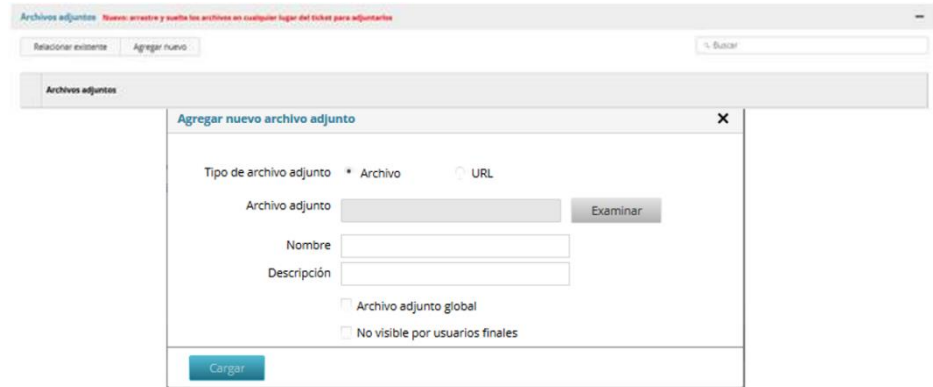 Archivos adjuntos Nuevo: arrastre y suelte los archivos en cualquier lugar del ticket para adjuntarlos
Relacionar existente Agregar nuevo Buscar
Archivos adjuntos
Agregar nuevo archivo adjunto
Tipo de archivo adjunto Archivo URL
Archivo adjunto Examinar
Nombre
Descripción
Archivo adjunto global
No visible por usuarios finales
Cargar